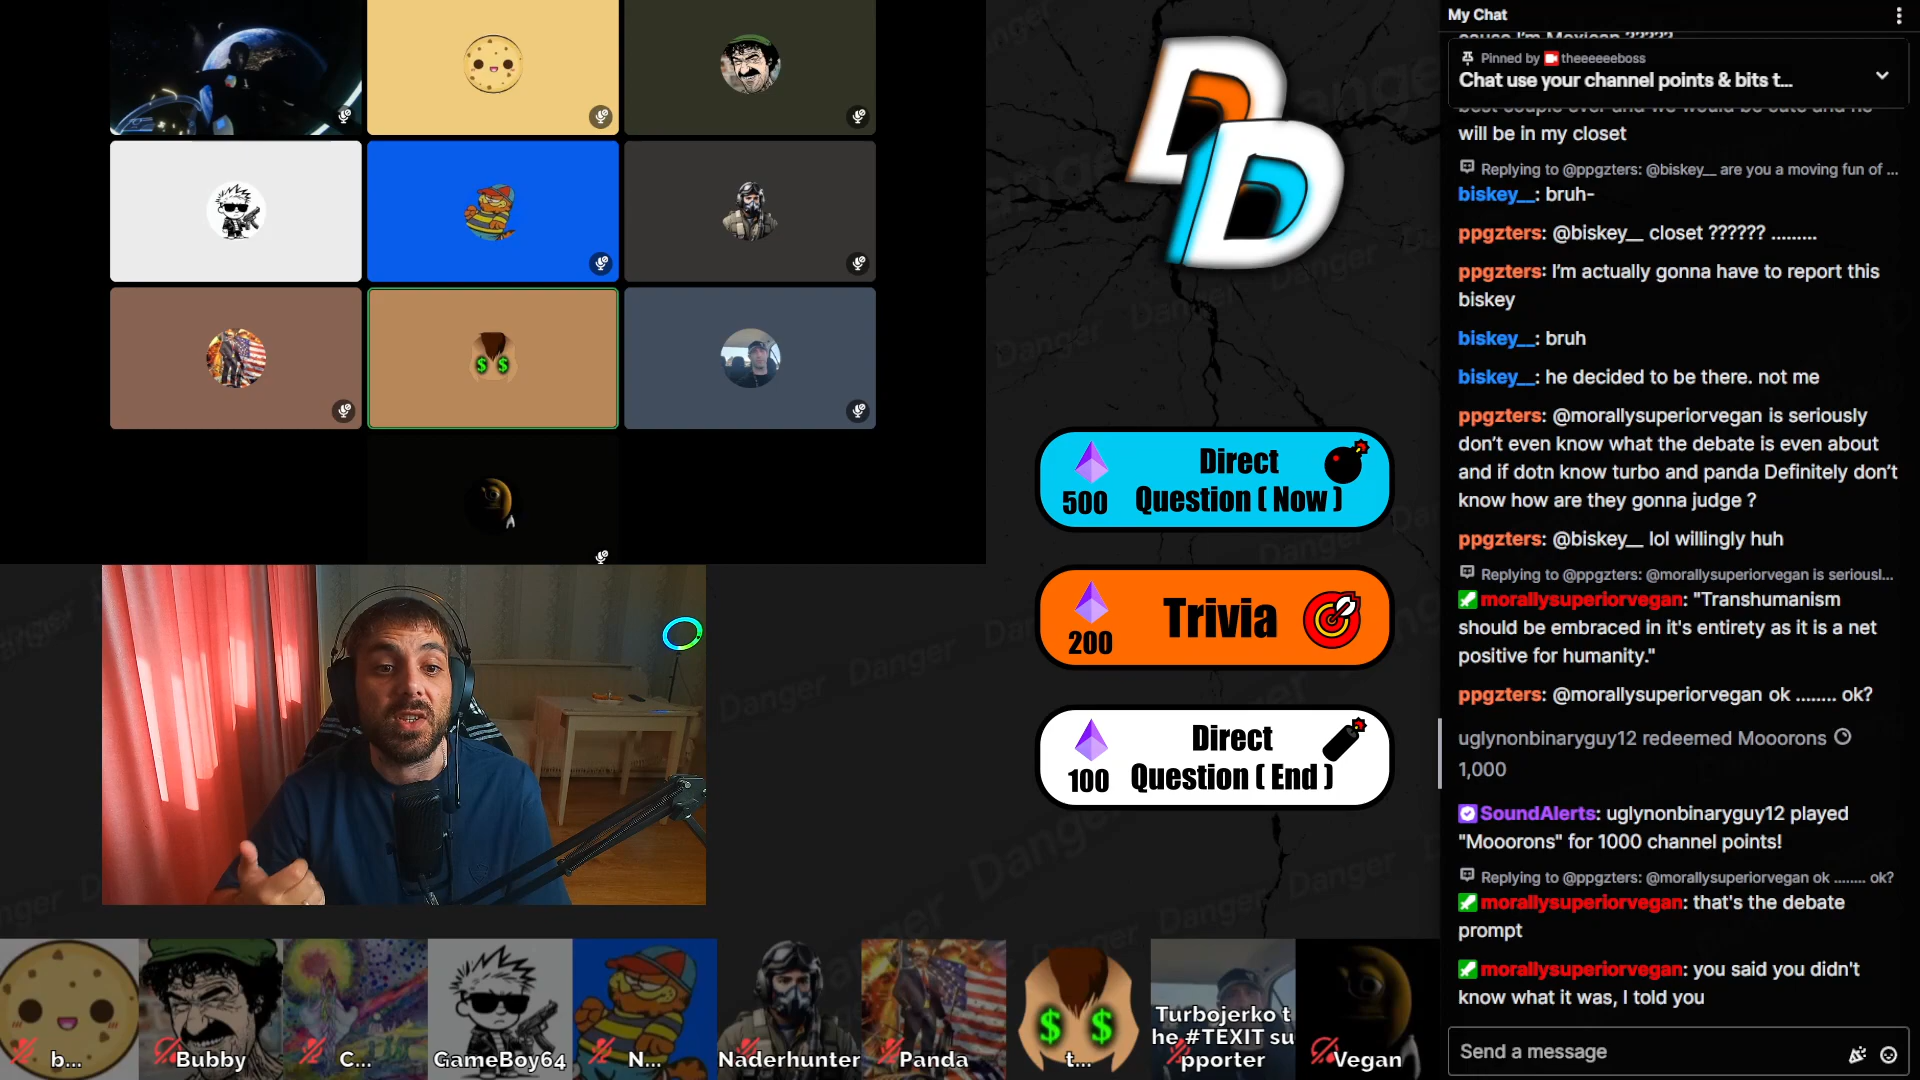 My Chat
Pinned by theeeeeboss
Chat use your channel points & bits t...
will be in my closet
Replying to @ppgzters: @biskey__ are you a moving fun of ...
biskey__: bruh-
ppgzters: @biskey__ closet ?????? .........
ppgzters: I'm actually gonna have to report this
biskey
biskey__: bruh
biskey__: he decided to be there. not me
ppgzters: @morallysuperiorvegan is seriously
don't even know what the debate is even about
and if dotn know turbo and panda Definitely don't
know how are they gonna judge ?
ppgzters: @biskey__ lol willingly huh
Replying to @ppgzters: @morallysuperiorvegan is seriousl...
morallysuperiorvegan: "Transhumanism
should be embraced in it's entirety as it is a net
positive for humanity."
ppgzters: @morallysuperiorvegan ok ........ ok?
uglynonbinaryguy12 redeemed Mooorons
1,000
SoundAlerts: uglynonbinaryguy12 played
"Mooorons" for 1000 channel points!
Replying to @ppgzters: @morallysuperiorvegan ok ........ ok?
morallysuperiorvegan: that's the debate
prompt
morallysuperiorvegan: you said you didn't
know what it was, I told you
Send a message
DD
500
Direct
Question ( Now )
200
Trivia
100
Direct
Question ( End )
Danger
b...
Bubby
C...
GameBoy64
N...
Naderhunter
Panda
t...
Turbojerko t
he #TEXIT su
pporter
Vegan